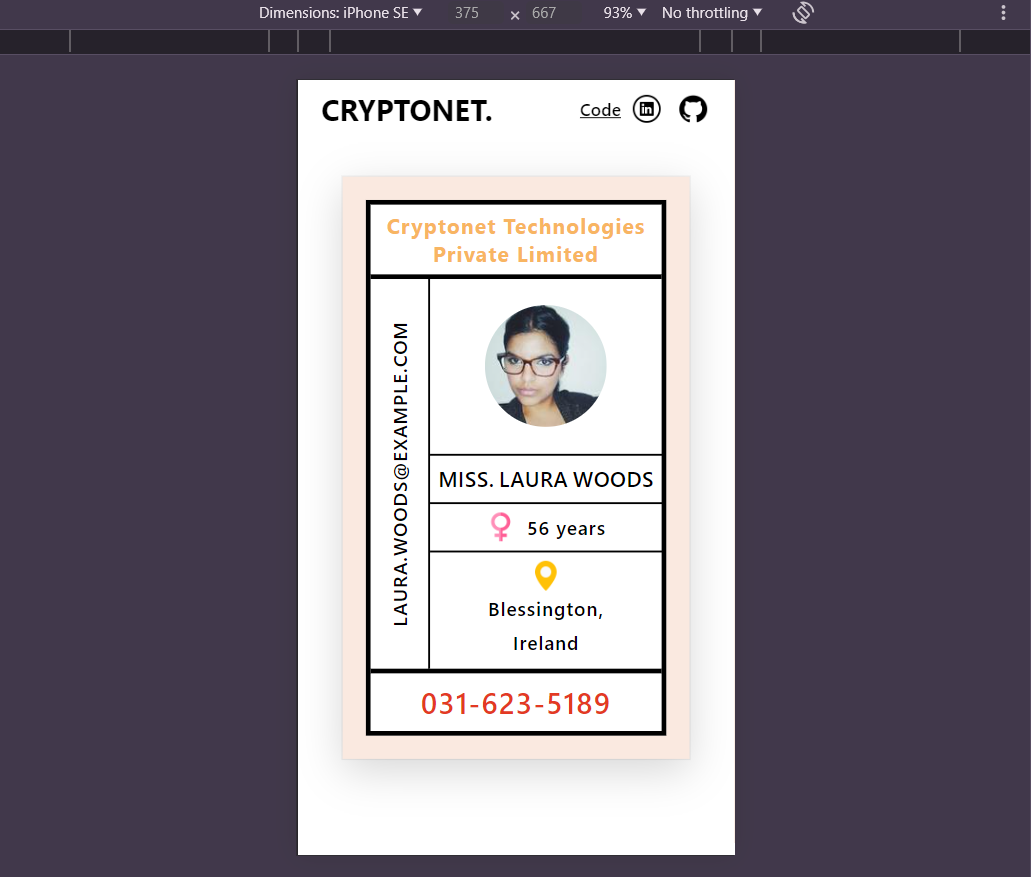 Dimensions: iPhone SE 375 × 667 93% No throttling
CRYPTONET.
Code
in
Cryptonet Technologies
Private Limited
LAURA.WOODS@EXAMPLE.COM
MISS. LAURA WOODS
56 years
Blessington,
Ireland
031-623-5189